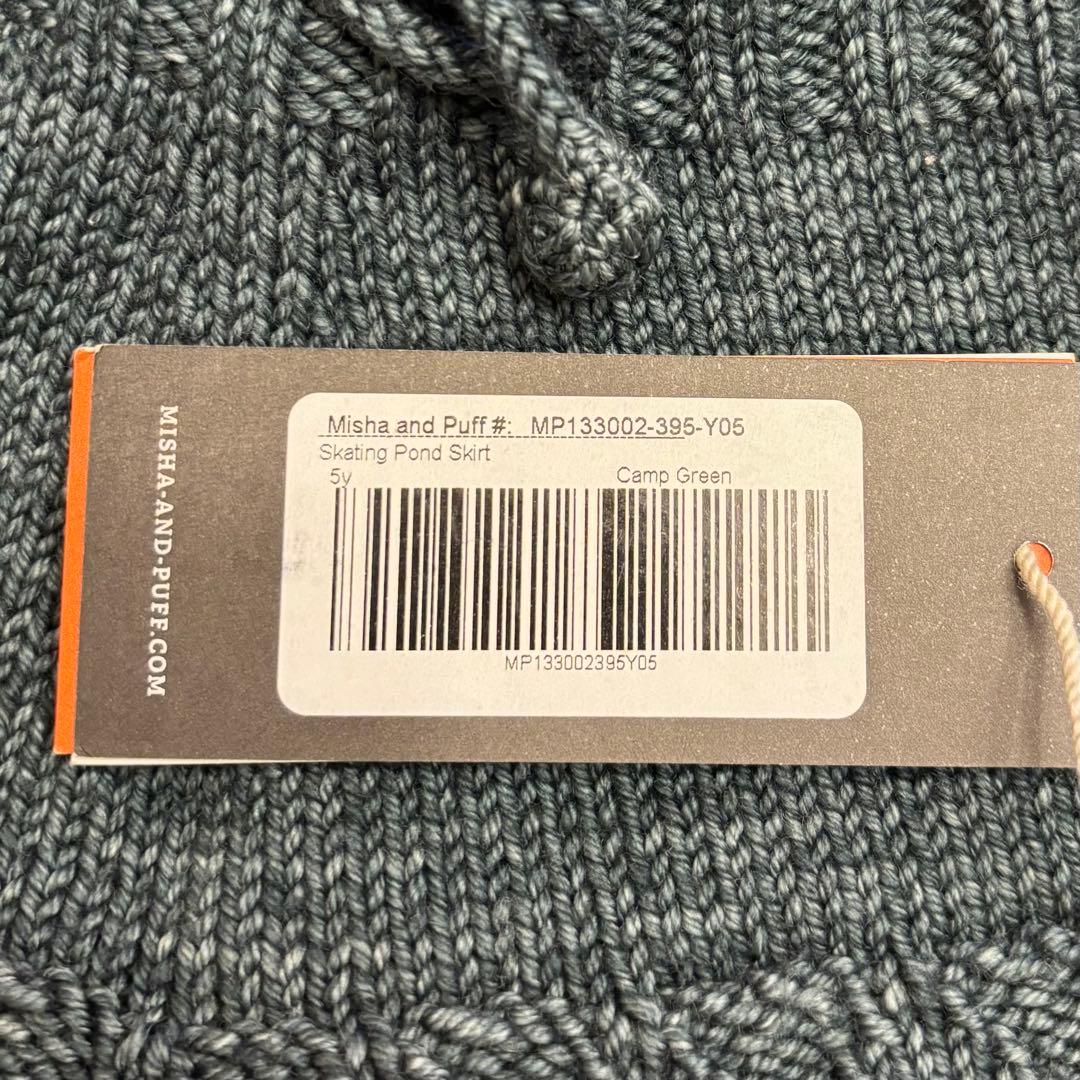 MISHA-AND-PUFF.COM
Misha and Puff #: MP133002-395-Y05
Skating Pond Skirt
5y Camp Green
MP133002395Y05